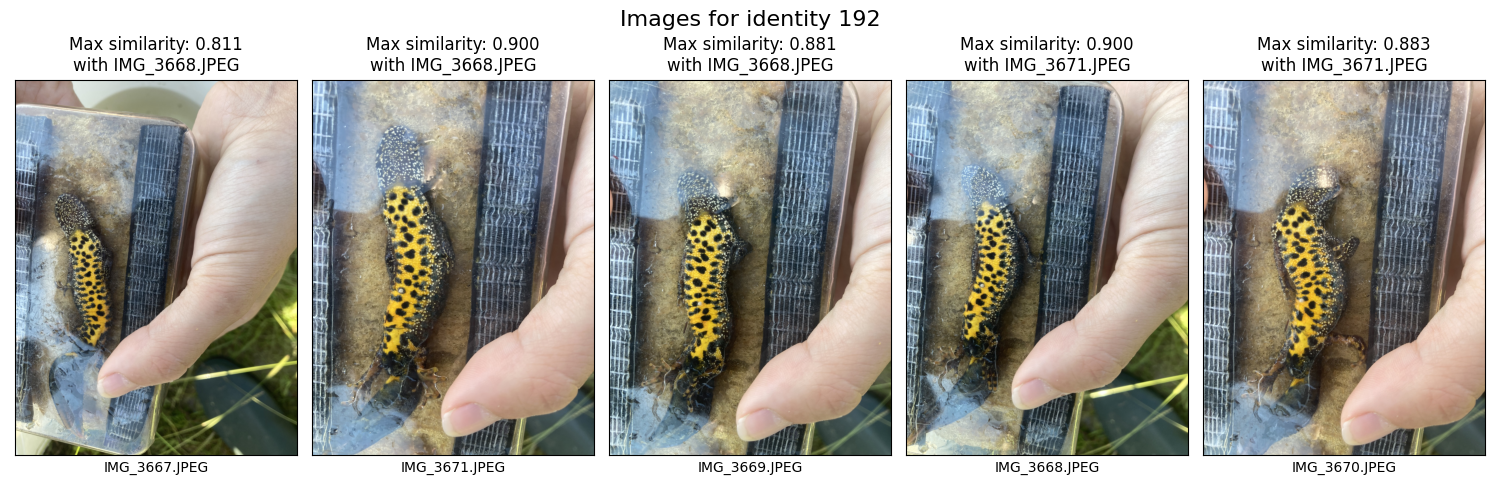 Images for identity 192
Max similarity: 0.811
with IMG_3668.JPEG
Max similarity: 0.900
with IMG_3668.JPEG
Max similarity: 0.881
with IMG_3668.JPEG
Max similarity: 0.900
with IMG_3671.JPEG
Max similarity: 0.883
with IMG_3671.JPEG
IMG_3667.JPEG
IMG_3671.JPEG
IMG_3669.JPEG
IMG_3668.JPEG
IMG_3670.JPEG